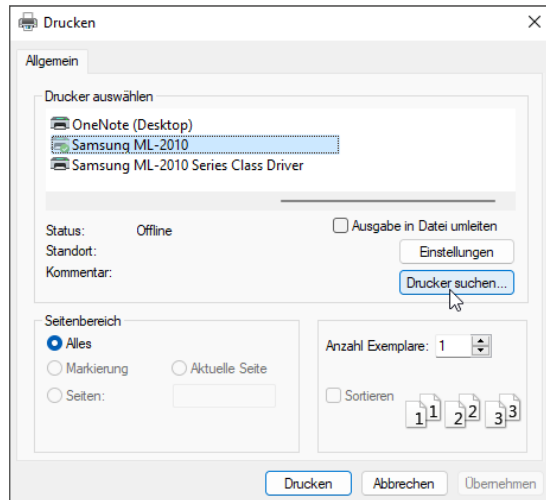 Drucken
Allgemein
Drucker auswählen
OneNote (Desktop)
Samsung ML-2010
Samsung ML-2010 Series Class Driver
Status: Offline
Ausgabe in Datei umleiten
Standort:
Einstellungen
Kommentar:
Drucker suchen...
Seitenbereich
Alles
Markierung
Aktuelle Seite
Seiten:
Anzahl Exemplare: 1
Sortieren
1 1 2 2 3 3
Drucken
Abbrechen
Übernehmen